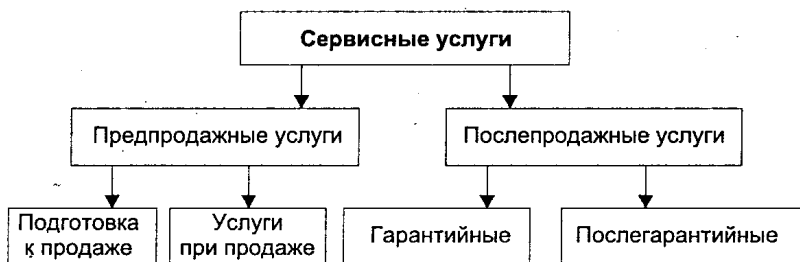 Сервисные услуги
Предпродажные услуги
Послепродажные услуги
Подготовка
к продаже
Услуги
при продаже
Гарантийные
Послегарантийные